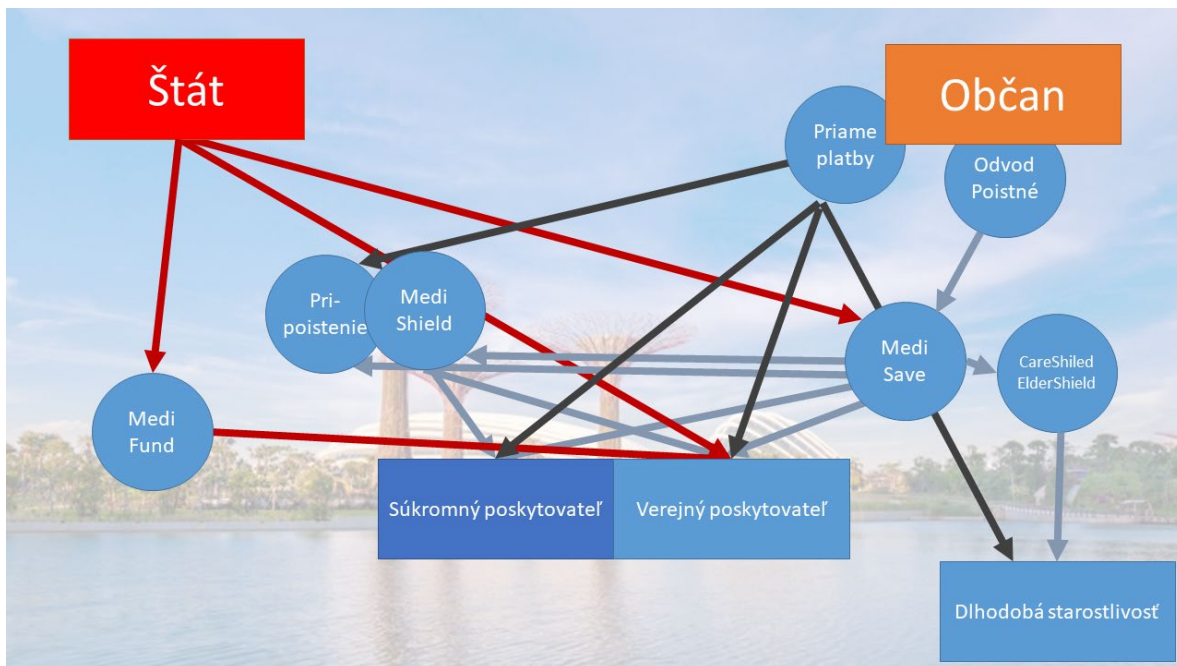 Štát
Občan
Priame
platby
Odvod
Poistné
Pri-
poistenie
Medi
Shield
Medi
Save
CareShiled
ElderShield
Medi
Fund
Súkromný poskytovateľ
Verejný poskytovateľ
Dlhodobá starostlivosť